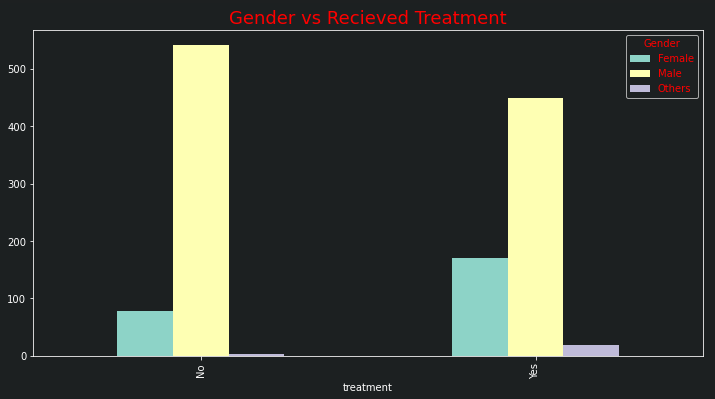 Gender vs Recieved Treatment
Gender
Female
Male
Others
500
400
300
200
100
0
No
Yes
treatment